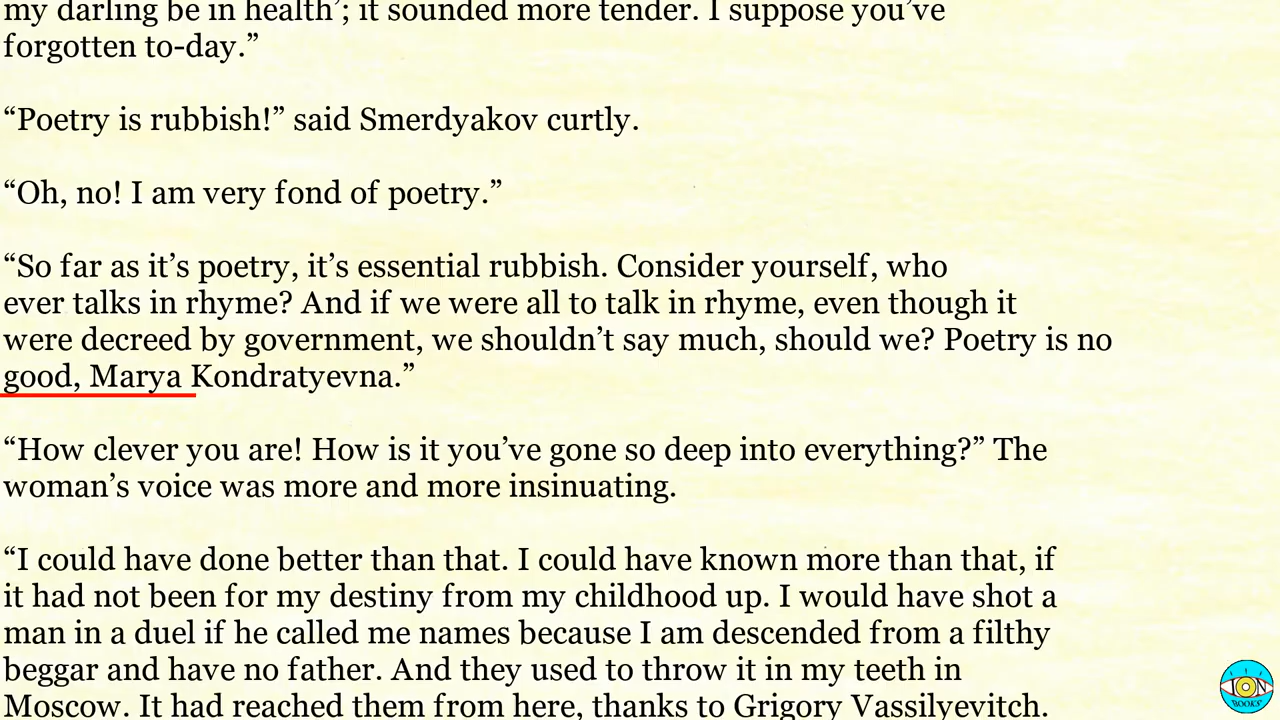 my darling be in health’; it sounded more tender. I suppose you’ve
forgotten to-day.”
“Poetry is rubbish!” said Smerdyakov curtly.
“Oh, no! I am very fond of poetry.”
“So far as it’s poetry, it’s essential rubbish. Consider yourself, who
ever talks in rhyme? And if we were all to talk in rhyme, even though it
were decreed by government, we shouldn’t say much, should we? Poetry is no
good, Marya Kondratyevna.”
“How clever you are! How is it you’ve gone so deep into everything?” The
woman’s voice was more and more insinuating.
“I could have done better than that. I could have known more than that, if
it had not been for my destiny from my childhood up. I would have shot a
man in a duel if he called me names because I am descended from a filthy
beggar and have no father. And they used to throw it in my teeth in
Moscow. It had reached them from here, thanks to Grigory Vassilyevitch.
ION
BOOKS